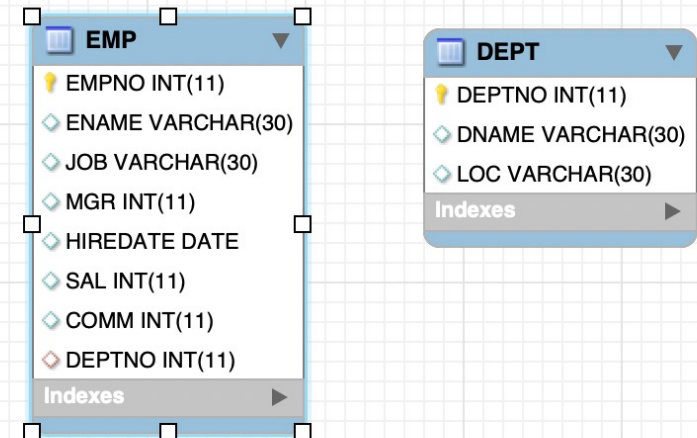 EMP
EMPNO INT(11)
ENAME VARCHAR(30)
JOB VARCHAR(30)
MGR INT(11)
HIREDATE DATE
SAL INT(11)
COMM INT(11)
DEPTNO INT(11)
Indexes
DEPT
DEPTNO INT(11)
DNAME VARCHAR(30)
LOC VARCHAR(30)
Indexes